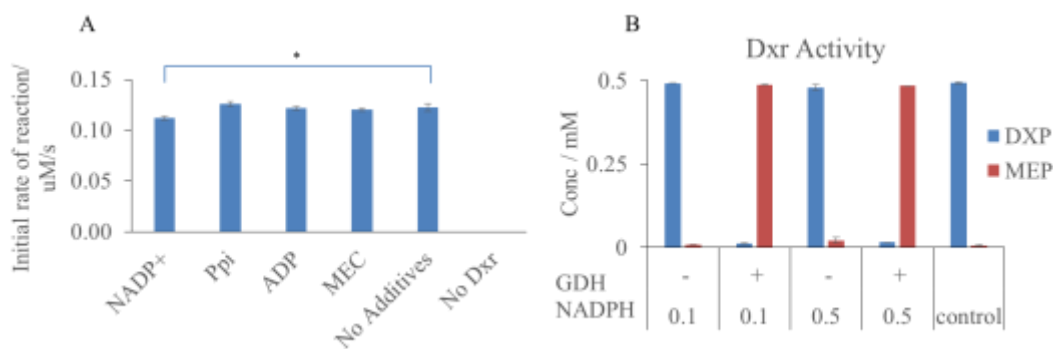 A
*
Initial rate of reaction/
uM/s
0.15
0.10
0.05
0.00
NADP+
Ppi
ADP
MEC
No Additives
No Dxr
B
Dxr Activity
Conc / mM
0.5
0.25
0
DXP
MEP
GDH - + - +
NADPH 0.1 0.1 0.5 0.5 control